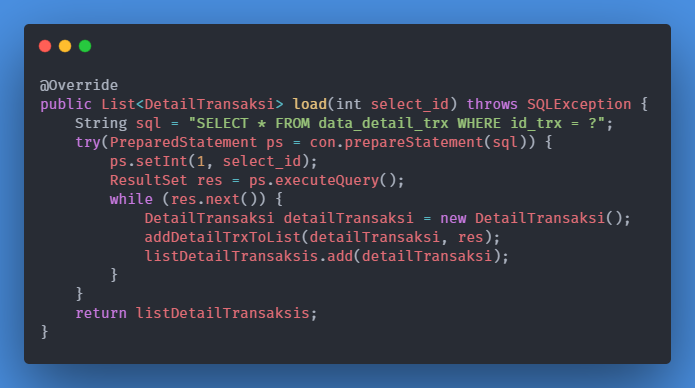 @Override
public List<DetailTransaksi> load(int select_id) throws SQLException {
    String sql = "SELECT * FROM data_detail_trx WHERE id_trx = ?";
    try(PreparedStatement ps = con.prepareStatement(sql)) {
        ps.setInt(1, select_id);
        ResultSet res = ps.executeQuery();
        while (res.next()) {
            DetailTransaksi detailTransaksi = new DetailTransaksi();
            addDetailTrxToList(detailTransaksi, res);
            listDetailTransaksis.add(detailTransaksi);
        }
    }
    return listDetailTransaksis;
}